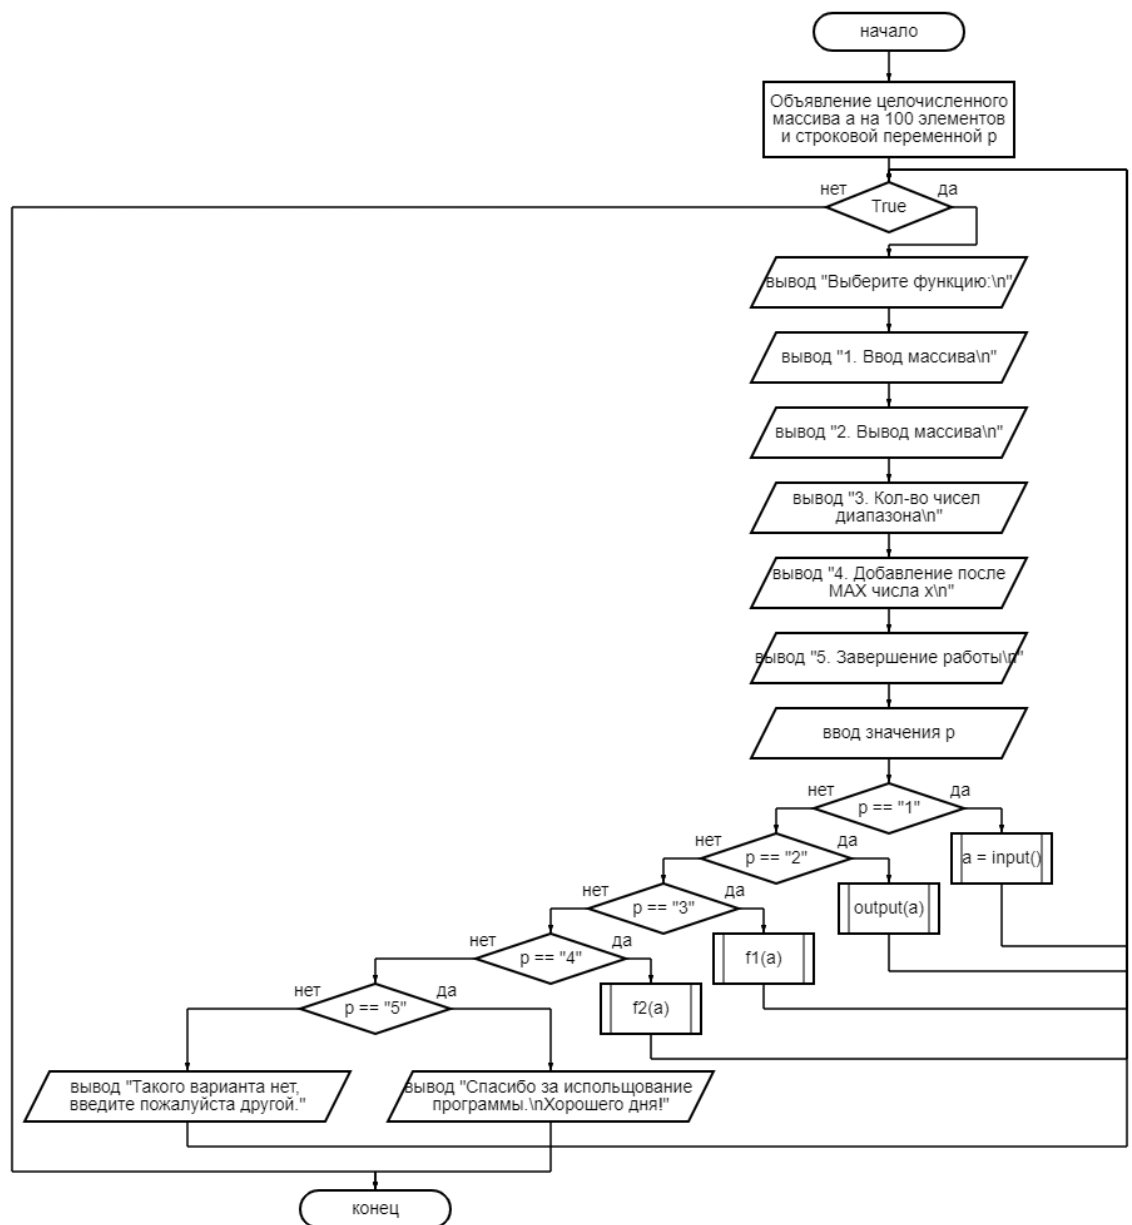 начало
Объявление целочисленного
массива a на 100 элементов
и строковой переменной p
нет
да
True
вывод "Выберите функцию:\n"
вывод "1. Ввод массива\n"
вывод "2. Вывод массива\n"
вывод "3. Кол-во чисел
диапазона\n"
вывод "4. Добавление после
MAX числа x\n"
вывод "5. Завершение работы\n"
ввод значения p
нет
да
p == "1"
нет
да
p == "2"
a = input()
нет
да
p == "3"
output(a)
нет
да
p == "4"
f1(a)
нет
да
p == "5"
f2(a)
вывод "Такого варианта нет,
введите пожалуйста другой."
вывод "Спасибо за испольщование
программы.\nХорошего дня!"
конец